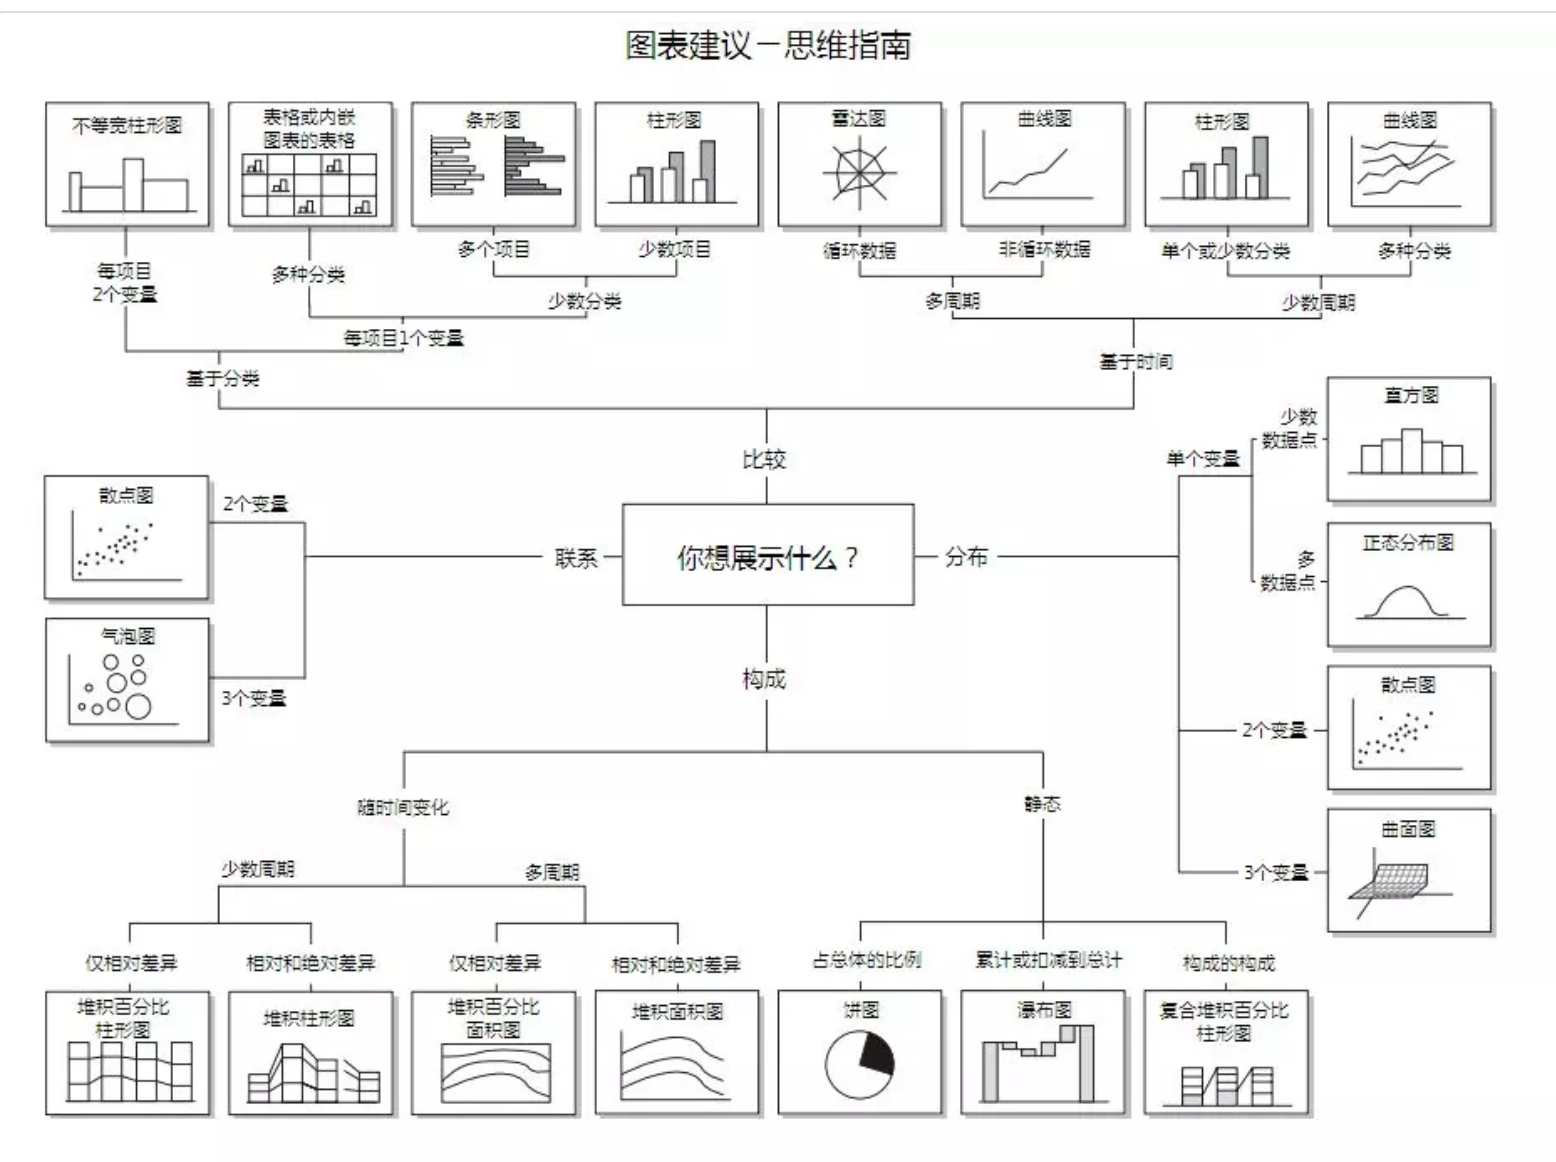 图表建议－思维指南
不等宽柱形图
表格或内嵌
图表的表格
条形图
柱形图
雷达图
曲线图
柱形图
曲线图
每项目
2个变量
多种分类
多个项目
少数项目
循环数据
非循环数据
单个或少数分类
多种分类
少数分类
多周期
少数周期
每项目1个变量
基于分类
基于时间
比较
散点图
2个变量
气泡图
3个变量
联系
你想展示什么？
分布
单个变量
少数
数据点
直方图
多
数据点
正态分布图
2个变量
散点图
3个变量
曲面图
构成
随时间变化
静态
少数周期
多周期
仅相对差异
相对和绝对差异
仅相对差异
相对和绝对差异
占总体的比例
累计或扣减到总计
构成的构成
堆积百分比
柱形图
堆积柱形图
堆积百分比
面积图
堆积面积图
饼图
瀑布图
复合堆积百分比
柱形图